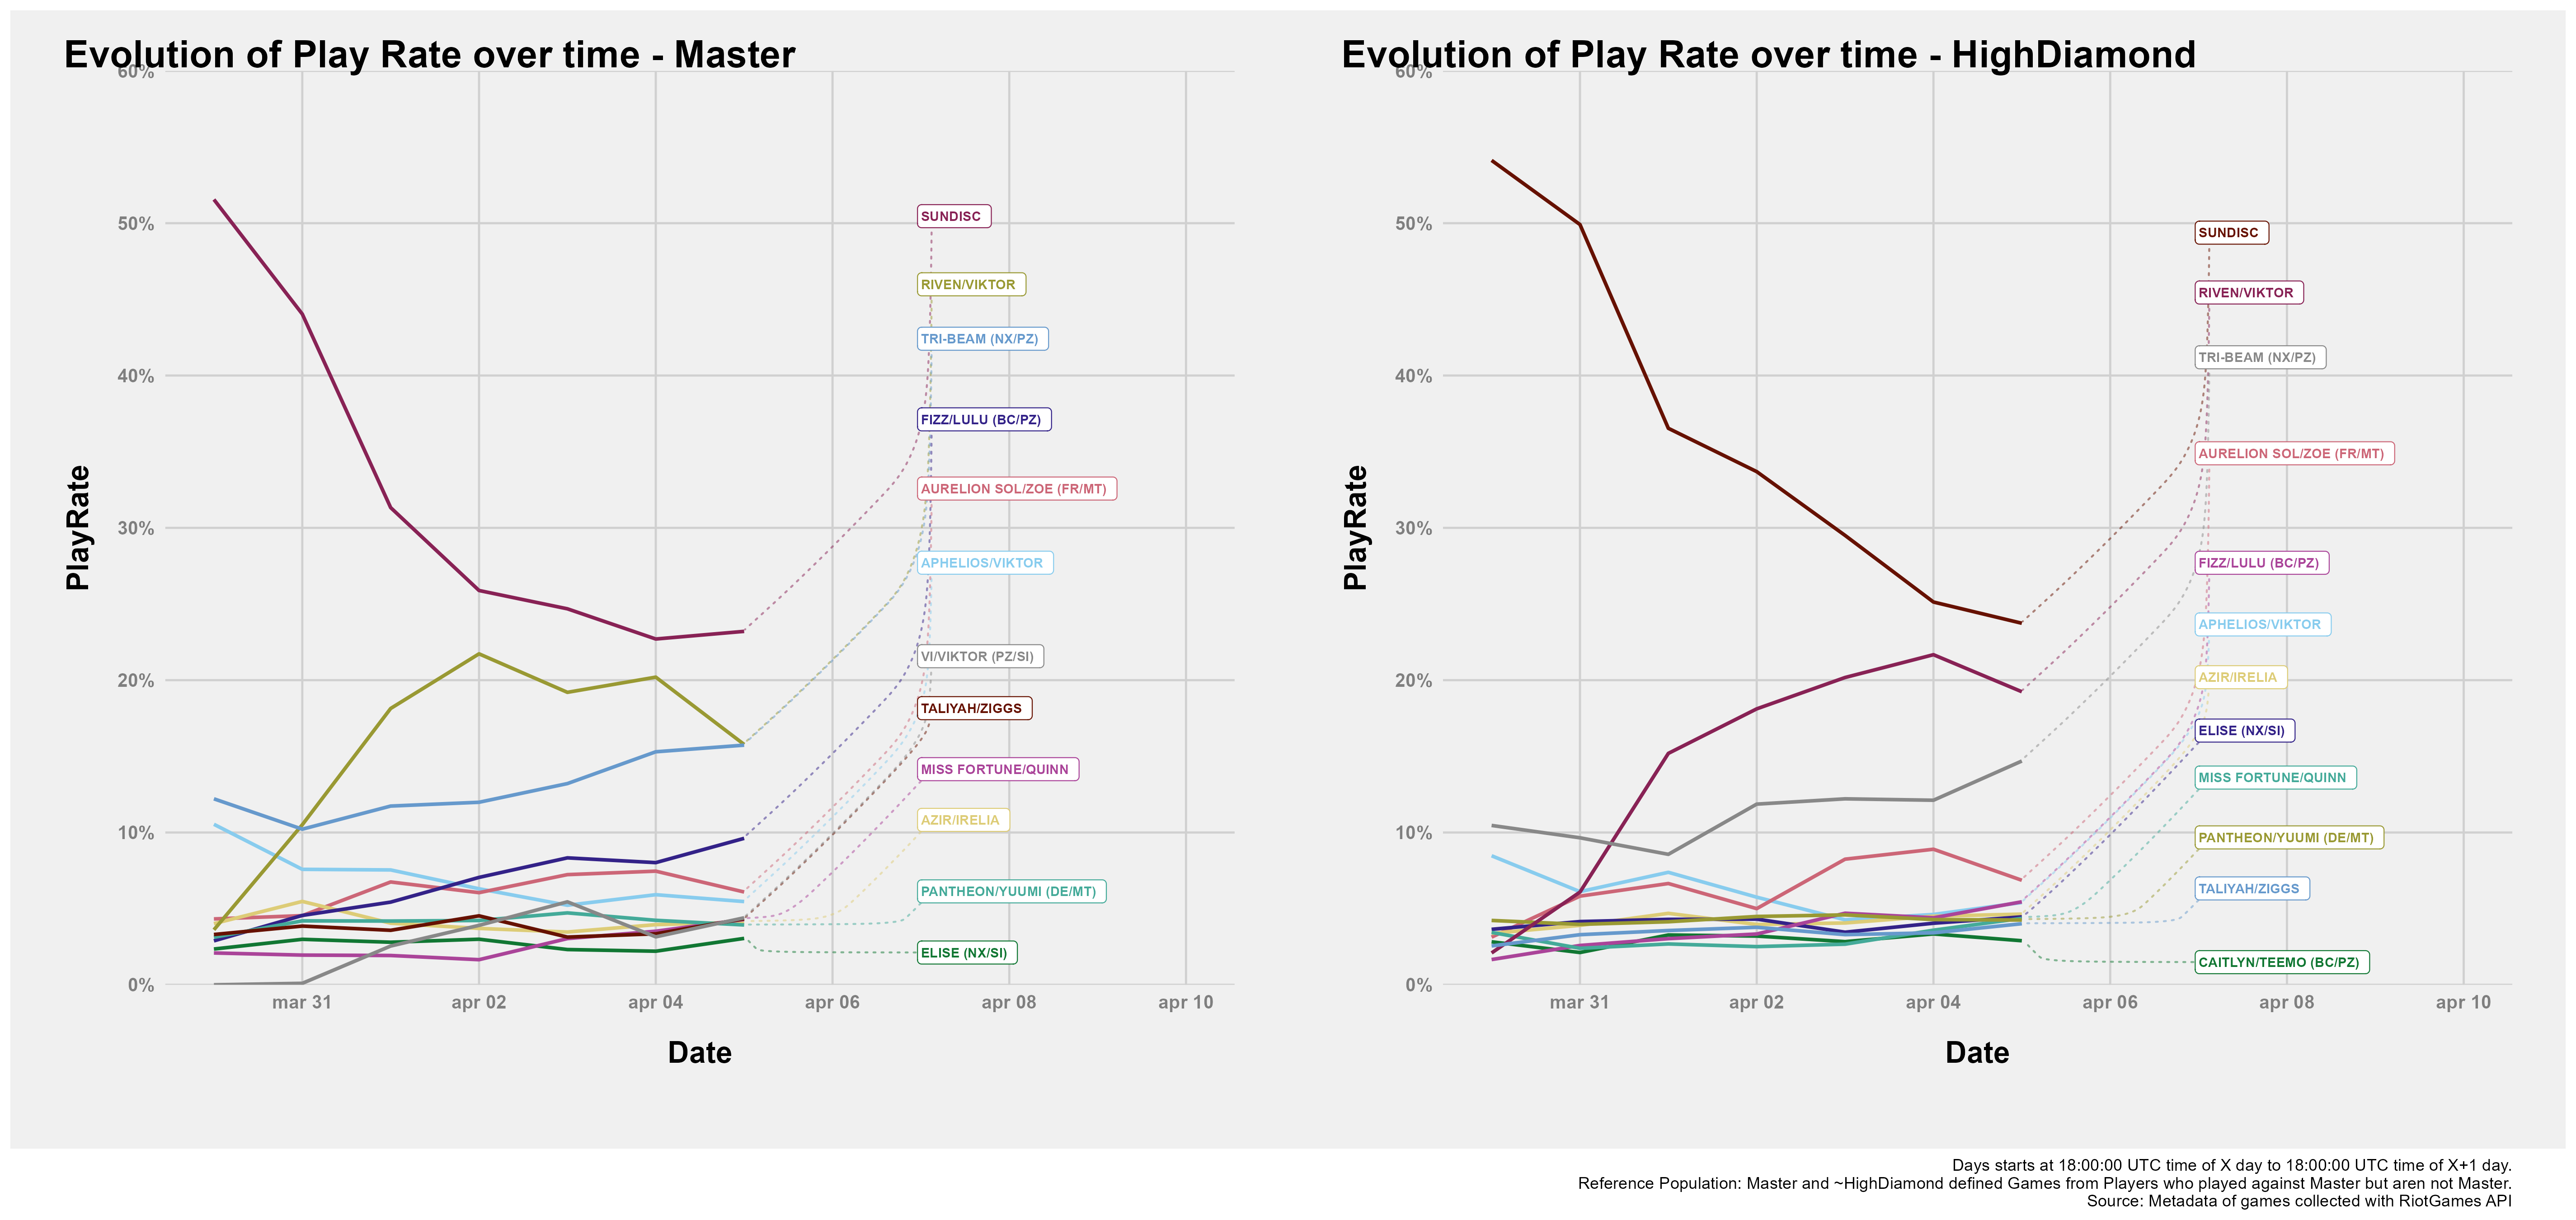 Evolution of Play Rate over time - Master
60%
50%
40%
30%
20%
10%
0%
PlayRate
SUNDISC
RIVEN/VIKTOR
TRI-BEAM (NX/PZ)
FIZZ/LULU (BC/PZ)
AURELION SOL/ZOE (FR/MT)
APHELIOS/VIKTOR
VI/VIKTOR (PZ/SI)
TALIYAH/ZIGGS
MISS FORTUNE/QUINN
AZIR/IRELIA
PANTHEON/YUUMI (DE/MT)
ELISE (NX/SI)
mar 31 apr 02 apr 04 apr 06 apr 08 apr 10
Date
Evolution of Play Rate over time - HighDiamond
60%
50%
40%
30%
20%
10%
0%
PlayRate
SUNDISC
RIVEN/VIKTOR
TRI-BEAM (NX/PZ)
AURELION SOL/ZOE (FR/MT)
FIZZ/LULU (BC/PZ)
APHELIOS/VIKTOR
AZIR/IRELIA
ELISE (NX/SI)
MISS FORTUNE/QUINN
PANTHEON/YUUMI (DE/MT)
TALIYAH/ZIGGS
CAITLYN/TEEMO (BC/PZ)
mar 31 apr 02 apr 04 apr 06 apr 08 apr 10
Date
Days starts at 18:00:00 UTC time of X day to 18:00:00 UTC time of X+1 day.
Reference Population: Master and ~HighDiamond defined Games from Players who played against Master but aren not Master.
Source: Metadata of games collected with RiotGames API